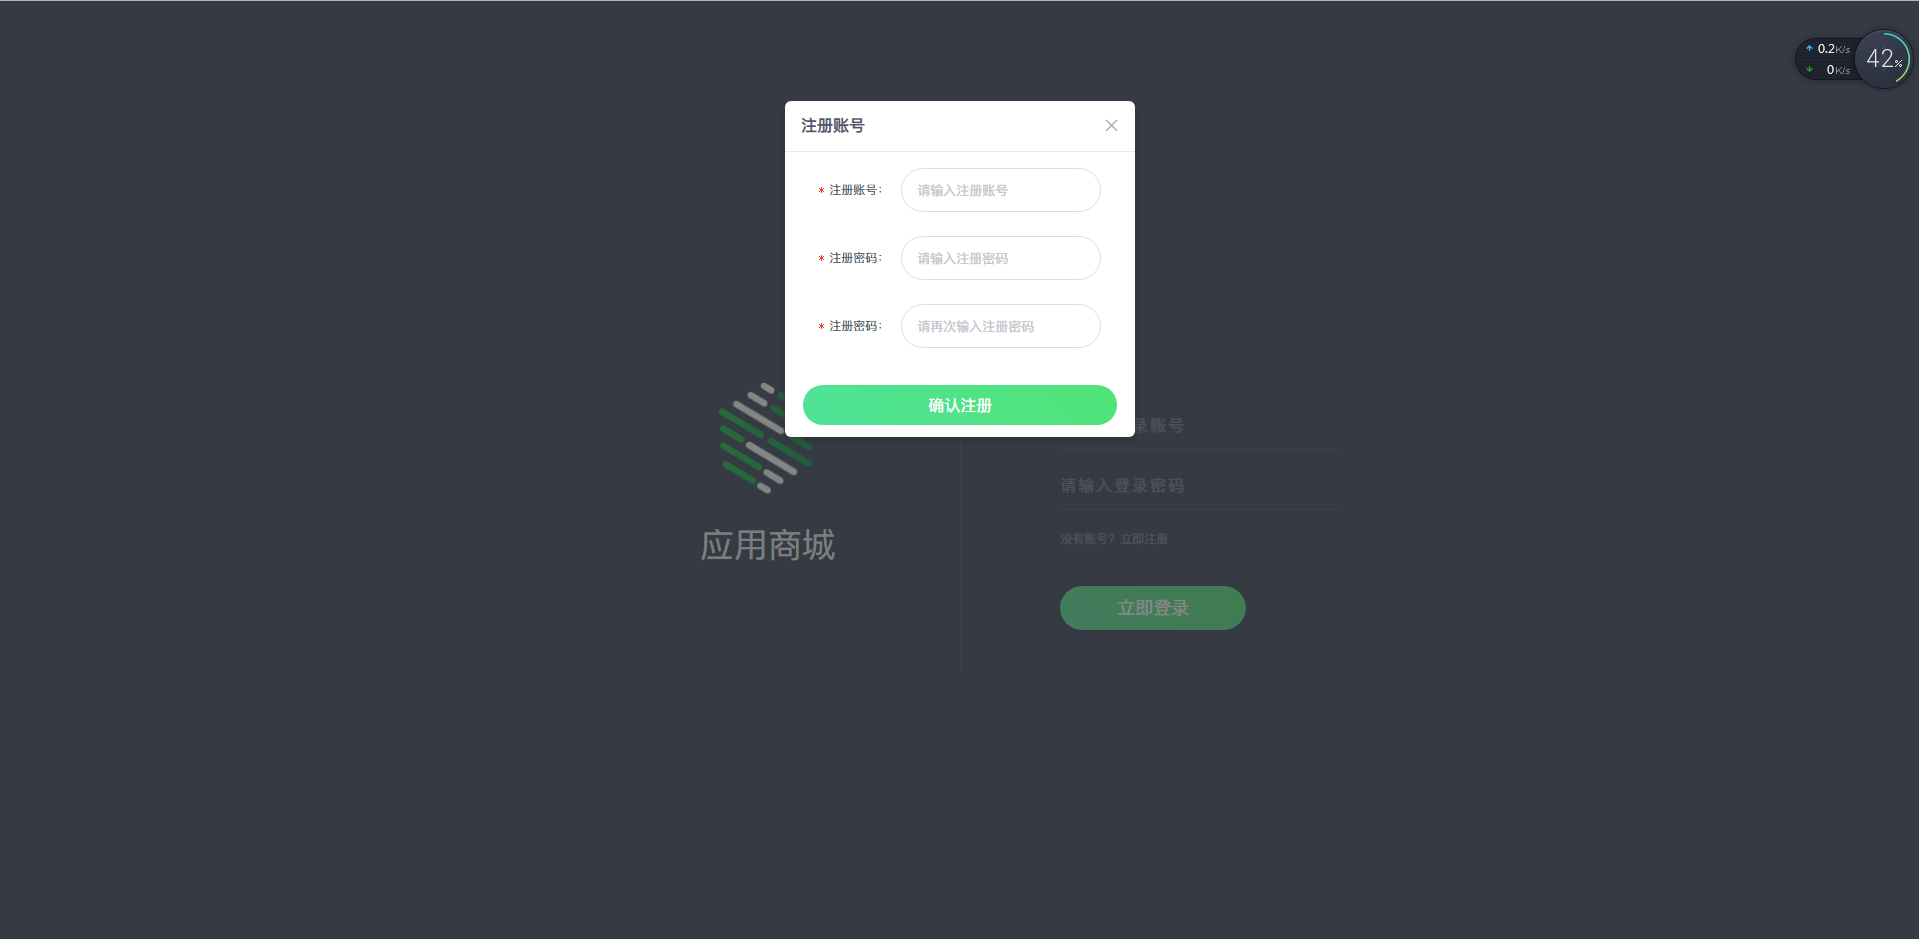 ↑ 0.2K/s
↓ 0K/s
42%
注册账号
* 注册账号:
请输入注册账号
* 注册密码:
请输入注册密码
* 注册密码:
请再次输入注册密码
确认注册
录账号
请输入登录密码
没有账号? 立即注册
立即登录
应用商城